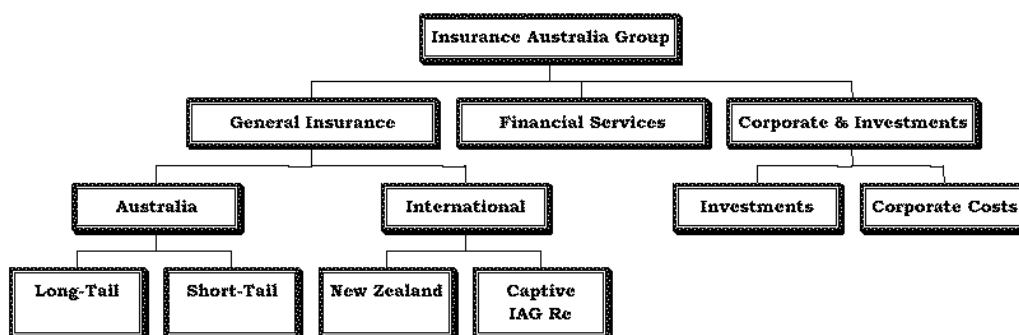 Insurance Australia Group
General Insurance
Financial Services
Corporate & Investments
Australia
International
Investments
Corporate Costs
Long-Tail
Short-Tail
New Zealand
Captive
IAG Re